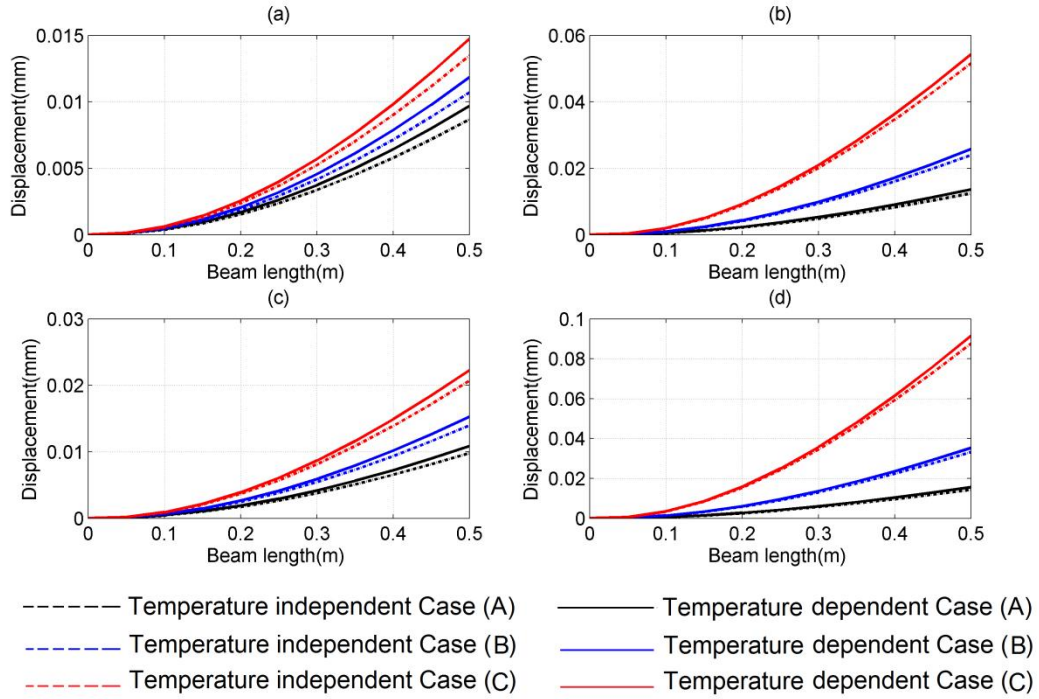 (a)
0.015
0.01
0.005
0
Displacement(mm)
0 0.1 0.2 0.3 0.4 0.5
Beam length(m)
(b)
0.06
0.04
0.02
0
Displacement(mm)
0 0.1 0.2 0.3 0.4 0.5
Beam length(m)
(c)
0.03
0.02
0.01
0
Displacement(mm)
0 0.1 0.2 0.3 0.4 0.5
Beam length(m)
(d)
0.1
0.08
0.06
0.04
0.02
0
Displacement(mm)
0 0.1 0.2 0.3 0.4 0.5
Beam length(m)
Temperature independent Case (A)
Temperature dependent Case (A)
Temperature independent Case (B)
Temperature dependent Case (B)
Temperature independent Case (C)
Temperature dependent Case (C)